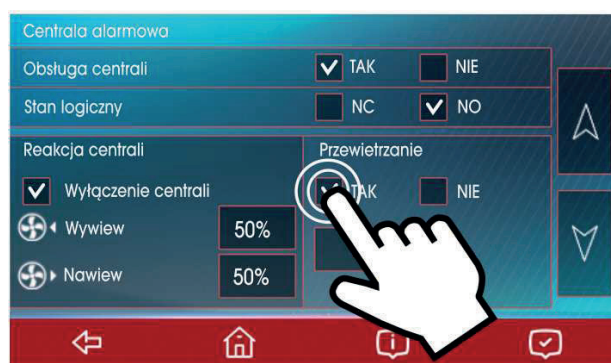 Centrala alarmowa
Obsługa centrali TAK NIE
Stan logiczny NC NO
Reakcja centrali Przewietrzanie
Wyłączenie centrali TAK NIE
Wywiew 50%
Nawiew 50%